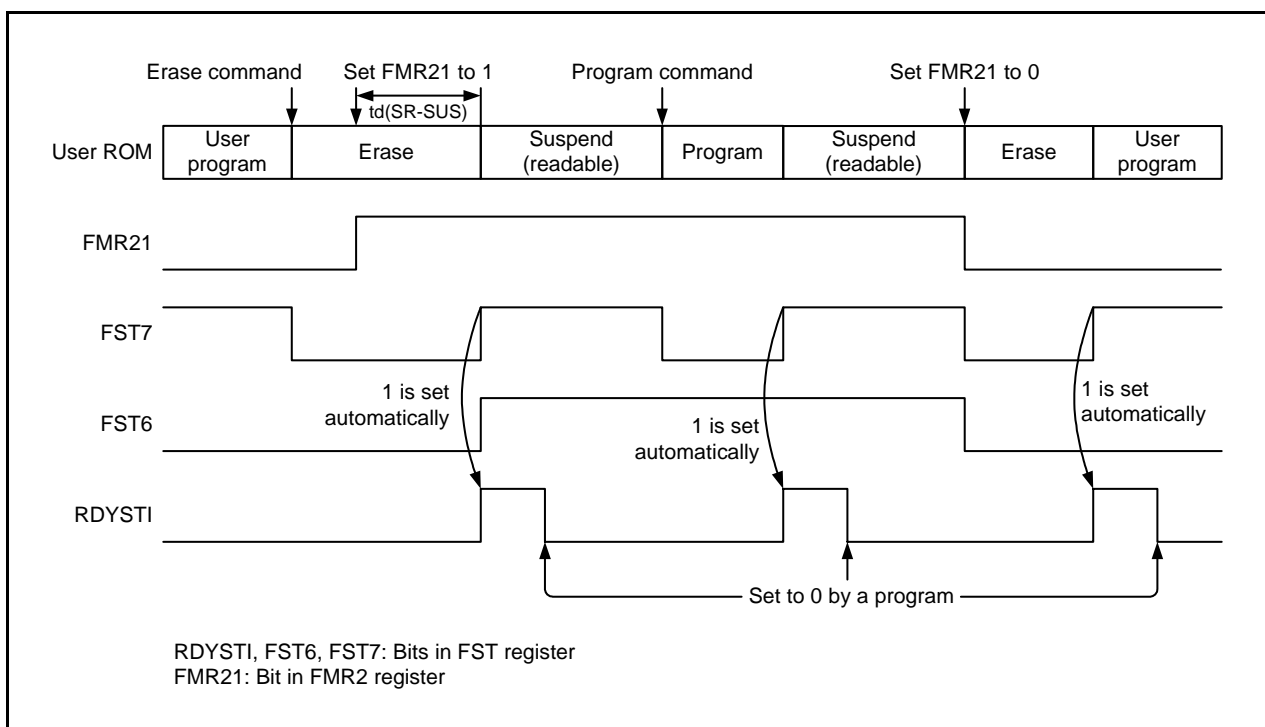 Erase command
Set FMR21 to 1
Program command
Set FMR21 to 0
td(SR-SUS)
User ROM
User
program
Erase
Suspend
(readable)
Program
Suspend
(readable)
Erase
User
program
FMR21
FST7
1 is set
automatically
1 is set
automatically
1 is set
automatically
FST6
RDYSTI
Set to 0 by a program
RDYSTI, FST6, FST7: Bits in FST register
FMR21: Bit in FMR2 register